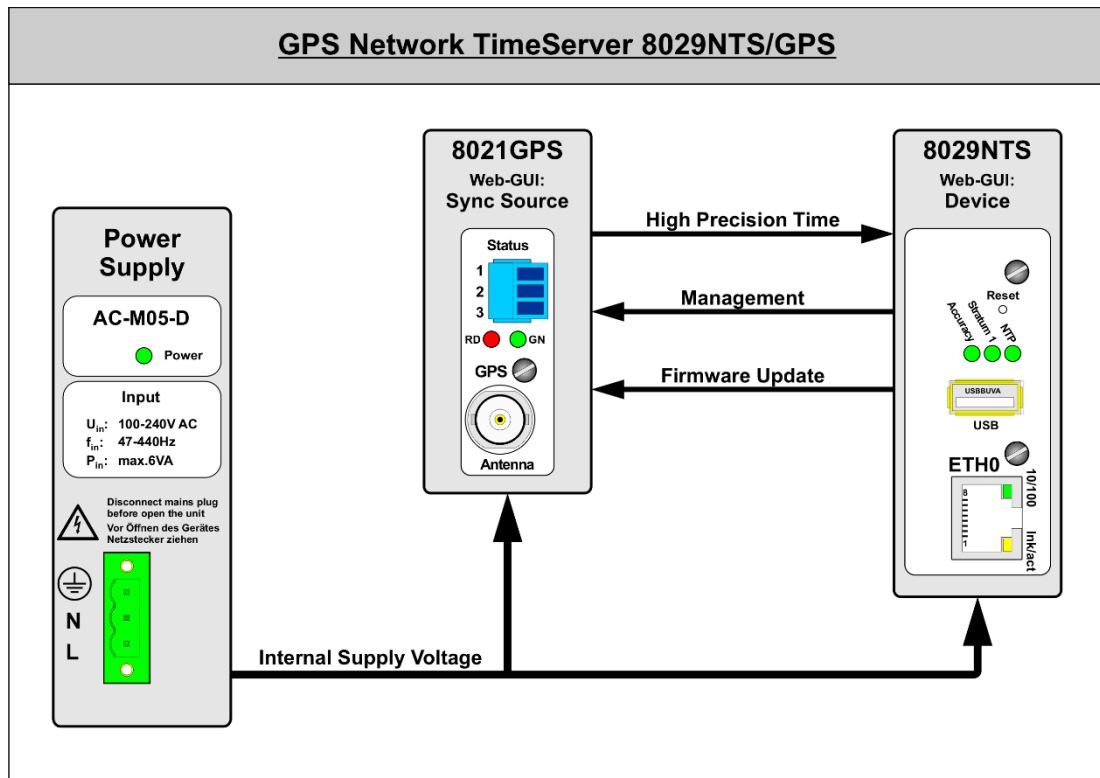 GPS Network TimeServer 8029NTS/GPS
Power
Supply
AC-M05-D
Power
Input
Uin: 100-240V AC
fin: 47-440Hz
Pin: max.6VA
Disconnect mains plug
before open the unit
Vor Öffnen des Gerätes
Netzstecker ziehen
N
L
Internal Supply Voltage
8021GPS
Web-GUI:
Sync Source
Status
1
2
3
RD
GN
GPS
Antenna
High Precision Time
Management
Firmware Update
8029NTS
Web-GUI:
Device
Reset
Accuracy
Stratum 1
NTP
USBBUVA
USB
ETH0
10/100
8
1
lnk/act